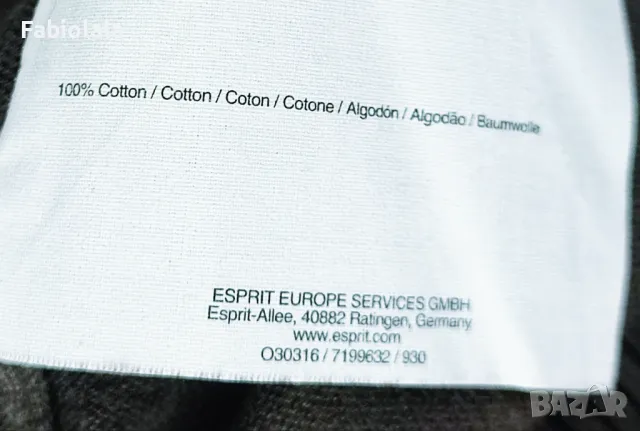 Fabiolala
100% Cotton / Cotton / Coton / Cotone / Algodón / Algodão / Baumwolle
ESPRIT EUROPE SERVICES GMBH
Esprit-Allee, 40882 Ratingen, Germany
www.esprit.com
O30316 / 7199632 / 930
BAZAR